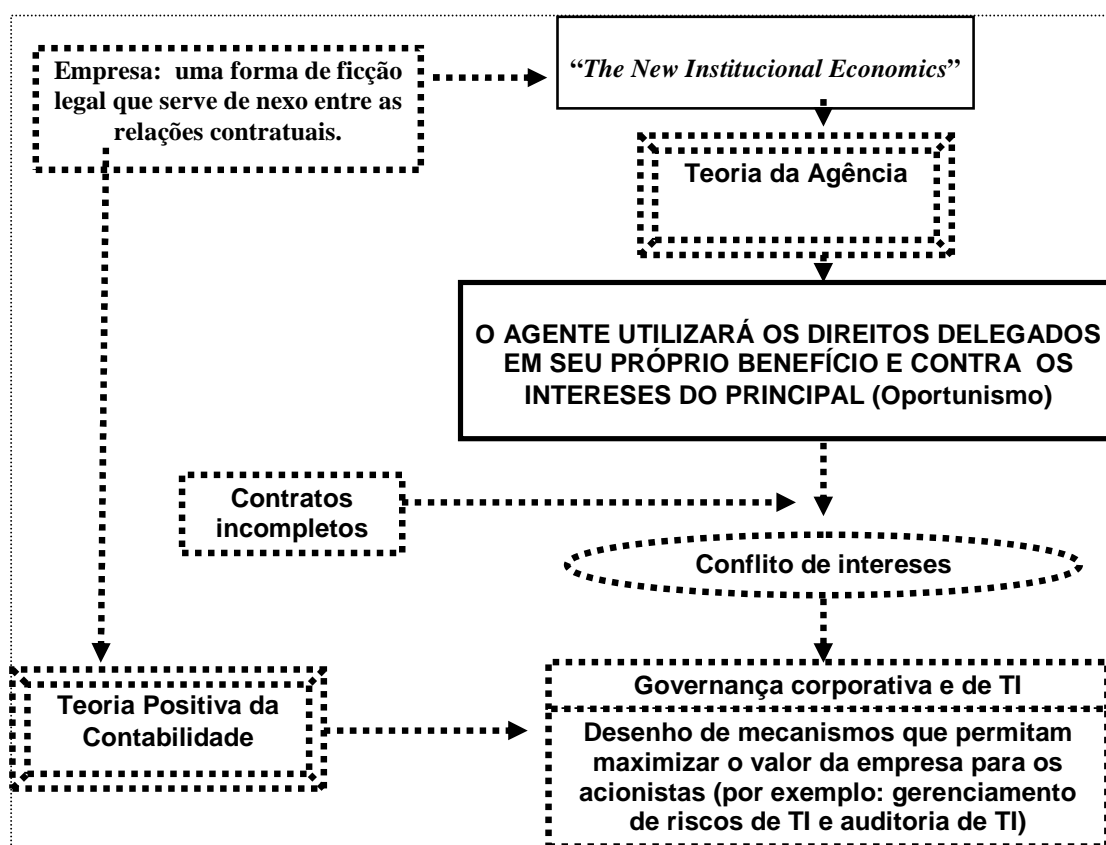 Empresa: uma forma de ficção
legal que serve de nexo entre as
relações contratuais.
“The New Institucional Economics”
Teoria da Agência
O AGENTE UTILIZARÁ OS DIREITOS DELEGADOS
EM SEU PRÓPRIO BENEFÍCIO E CONTRA OS
INTERESES DO PRINCIPAL (Oportunismo)
Contratos
incompletos
Conflito de intereses
Teoria Positiva da
Contabilidade
Governança corporativa e de TI
Desenho de mecanismos que permitam
maximizar o valor da empresa para os
acionistas (por exemplo: gerenciamento
de riscos de TI e auditoria de TI)